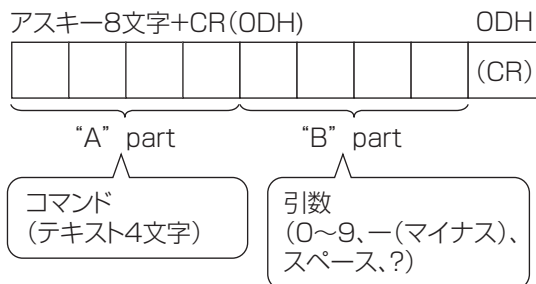 アスキー8文字+CR(0DH)
0DH
(CR)
“A” part
“B” part
コマンド
(テキスト4文字)
引数
(0〜9、ー(マイナス)、
スペース、?)